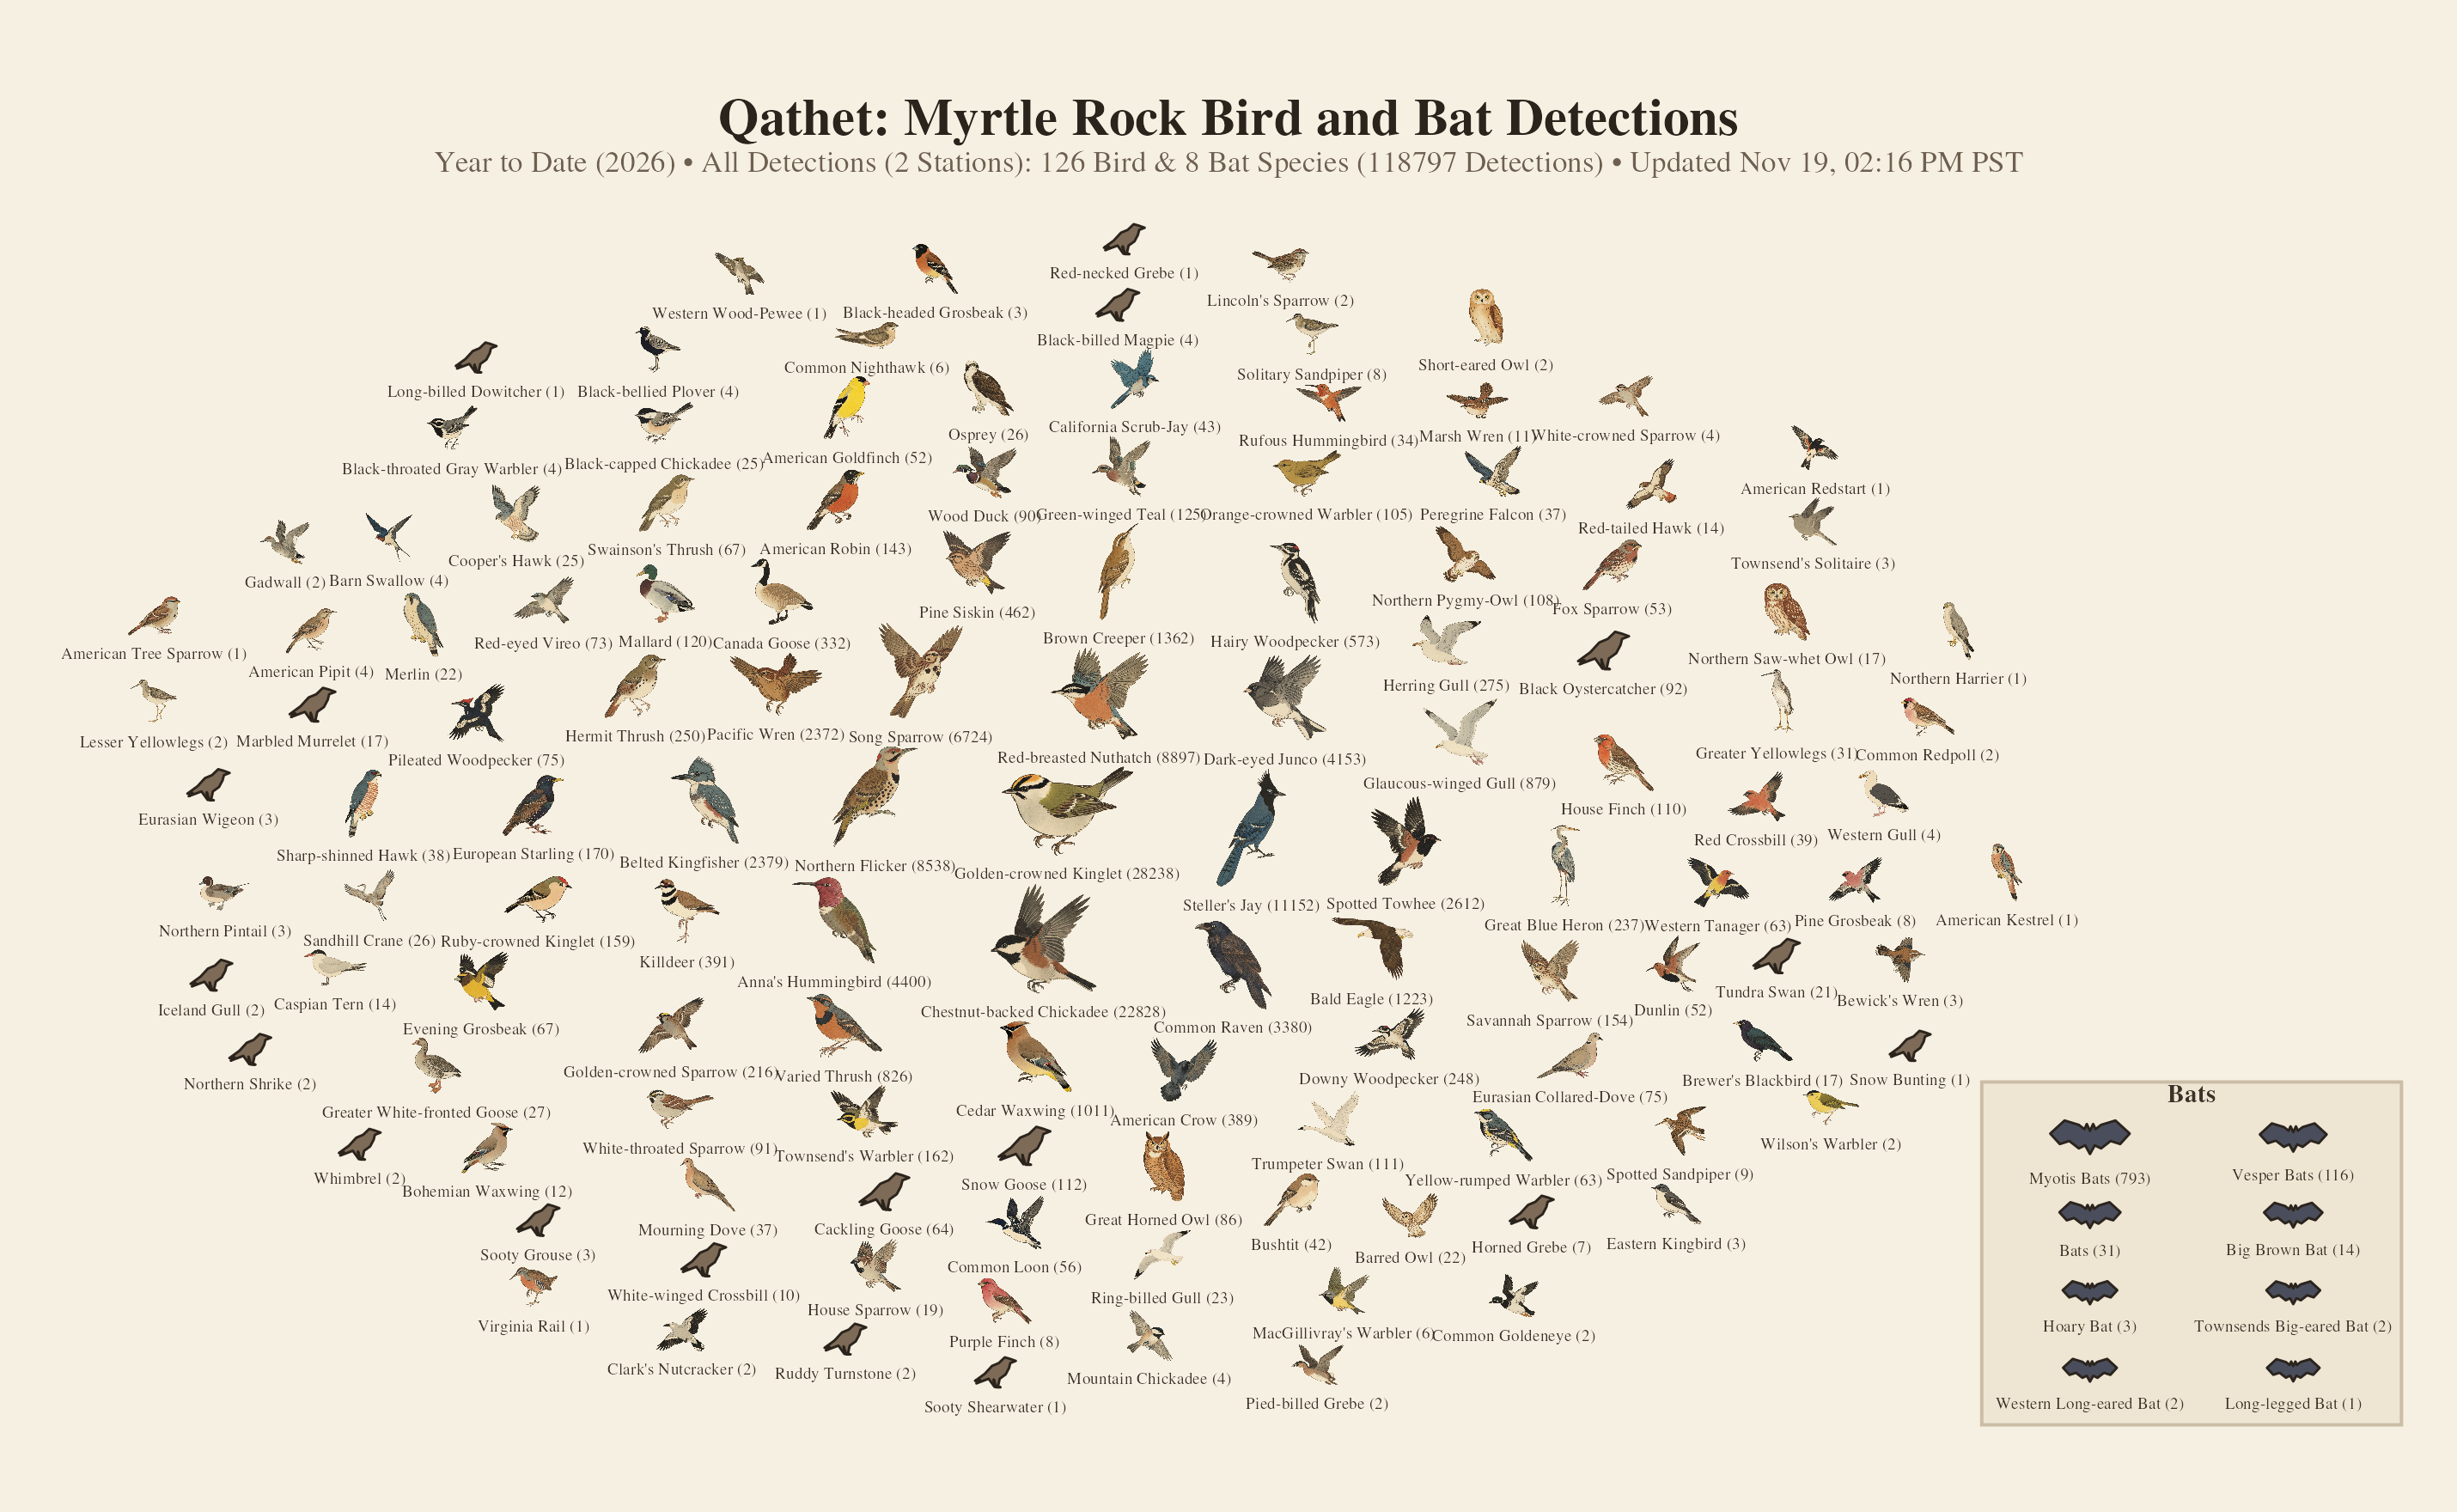 Qathet: Myrtle Rock Bird and Bat Detections
Year to Date (2026) • All Detections (2 Stations): 126 Bird & 8 Bat Species (118797 Detections) • Updated Nov 19, 02:16 PM PST
Red-necked Grebe (1)
Lincoln's Sparrow (2)
Western Wood-Pewee (1)
Black-headed Grosbeak (3)
Black-billed Magpie (4)
Common Nighthawk (6)
Solitary Sandpiper (8)
Short-eared Owl (2)
Long-billed Dowitcher (1)
Black-bellied Plover (4)
Osprey (26)
California Scrub-Jay (43)
Rufous Hummingbird (34)
Marsh Wren (11)
White-crowned Sparrow (4)
Black-throated Gray Warbler (4)
Black-capped Chickadee (25)
American Goldfinch (52)
American Redstart (1)
Wood Duck (90)
Green-winged Teal (125)
Orange-crowned Warbler (105)
Peregrine Falcon (37)
Red-tailed Hawk (14)
Cooper's Hawk (25)
Swainson's Thrush (67)
American Robin (143)
Townsend's Solitaire (3)
Gadwall (2)
Barn Swallow (4)
Pine Siskin (462)
Northern Pygmy-Owl (108)
Fox Sparrow (53)
Red-eyed Vireo (73)
Mallard (120)
Canada Goose (332)
Brown Creeper (1362)
Hairy Woodpecker (573)
American Tree Sparrow (1)
American Pipit (4)
Merlin (22)
Northern Saw-whet Owl (17)
Northern Harrier (1)
Herring Gull (275)
Black Oystercatcher (92)
Lesser Yellowlegs (2)
Marbled Murrelet (17)
Hermit Thrush (250)
Pacific Wren (2372)
Song Sparrow (6724)
Pileated Woodpecker (75)
Red-breasted Nuthatch (8897)
Dark-eyed Junco (4153)
Greater Yellowlegs (31)
Common Redpoll (2)
Glaucous-winged Gull (879)
House Finch (110)
Eurasian Wigeon (3)
Red Crossbill (39)
Western Gull (4)
Sharp-shinned Hawk (38)
European Starling (170)
Belted Kingfisher (2379)
Northern Flicker (8538)
Golden-crowned Kinglet (28238)
Steller's Jay (11152)
Spotted Towhee (2612)
Great Blue Heron (237)
Western Tanager (63)
Pine Grosbeak (8)
American Kestrel (1)
Northern Pintail (3)
Sandhill Crane (26)
Ruby-crowned Kinglet (159)
Killdeer (391)
Anna's Hummingbird (4400)
Bald Eagle (1223)
Tundra Swan (21)
Bewick's Wren (3)
Iceland Gull (2)
Caspian Tern (14)
Chestnut-backed Chickadee (22828)
Common Raven (3380)
Savannah Sparrow (154)
Dunlin (52)
Evening Grosbeak (67)
Golden-crowned Sparrow (216)
Varied Thrush (826)
Downy Woodpecker (248)
Brewer's Blackbird (17)
Snow Bunting (1)
Northern Shrike (2)
Eurasian Collared-Dove (75)
Greater White-fronted Goose (27)
Cedar Waxwing (1011)
American Crow (389)
White-throated Sparrow (91)
Townsend's Warbler (162)
Wilson's Warbler (2)
Trumpeter Swan (111)
Yellow-rumped Warbler (63)
Spotted Sandpiper (9)
Whimbrel (2)
Bohemian Waxwing (12)
Snow Goose (112)
Great Horned Owl (86)
Mourning Dove (37)
Cackling Goose (64)
Bushtit (42)
Barred Owl (22)
Horned Grebe (7)
Eastern Kingbird (3)
Sooty Grouse (3)
Common Loon (56)
White-winged Crossbill (10)
House Sparrow (19)
Ring-billed Gull (23)
Virginia Rail (1)
Purple Finch (8)
MacGillivray's Warbler (6)
Common Goldeneye (2)
Clark's Nutcracker (2)
Ruddy Turnstone (2)
Mountain Chickadee (4)
Sooty Shearwater (1)
Pied-billed Grebe (2)
Bats
Myotis Bats (793)
Vesper Bats (116)
Bats (31)
Big Brown Bat (14)
Hoary Bat (3)
Townsends Big-eared Bat (2)
Western Long-eared Bat (2)
Long-legged Bat (1)